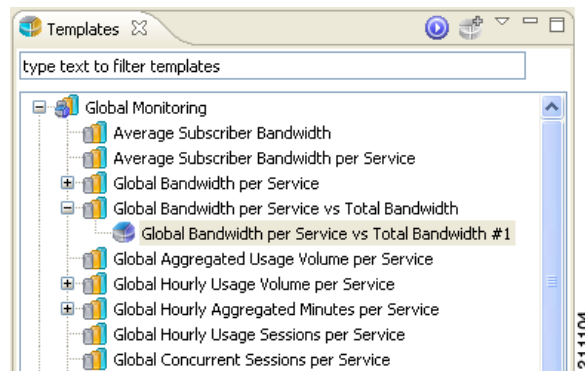 Templates
type text to filter templates
Global Monitoring
Average Subscriber Bandwidth
Average Subscriber Bandwidth per Service
Global Bandwidth per Service
Global Bandwidth per Service vs Total Bandwidth
Global Bandwidth per Service vs Total Bandwidth #1
Global Aggregated Usage Volume per Service
Global Hourly Usage Volume per Service
Global Hourly Aggregated Minutes per Service
Global Hourly Usage Sessions per Service
Global Concurrent Sessions per Service
211104